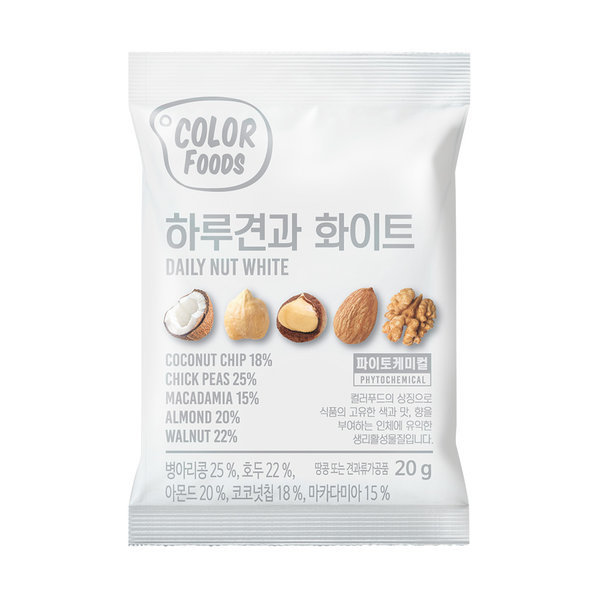 COLOR
FOODS
하루견과 화이트
DAILY NUT WHITE
COCONUT CHIP 18%
CHICK PEAS 25%
MACADAMIA 15%
ALMOND 20%
WALNUT 22%
파이토케미컬
PHYTOCHEMICAL
컬러푸드의 상징으로
식품의 고유한 색과 맛, 향을
부여하는 인체에 유익한
생리활성물질입니다.
병아리콩 25 %, 호두 22 %,
땅콩 또는 견과류가공품 20 g
아몬드 20 %, 코코넛칩 18 %, 마카다미아 15 %